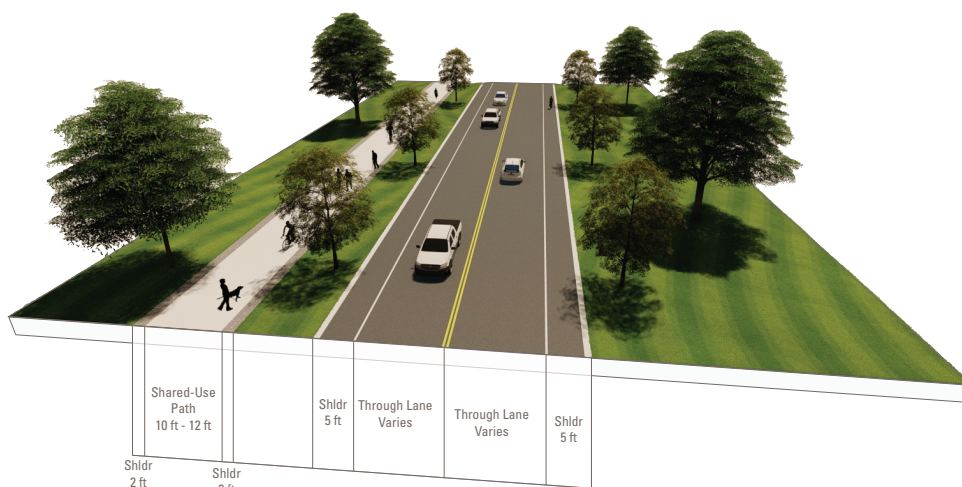 Shared-Use
Path
10 ft - 12 ft
Shldr
5 ft
Through Lane
Varies
Through Lane
Varies
Shldr
5 ft
Shldr
2 ft
Shldr
ft